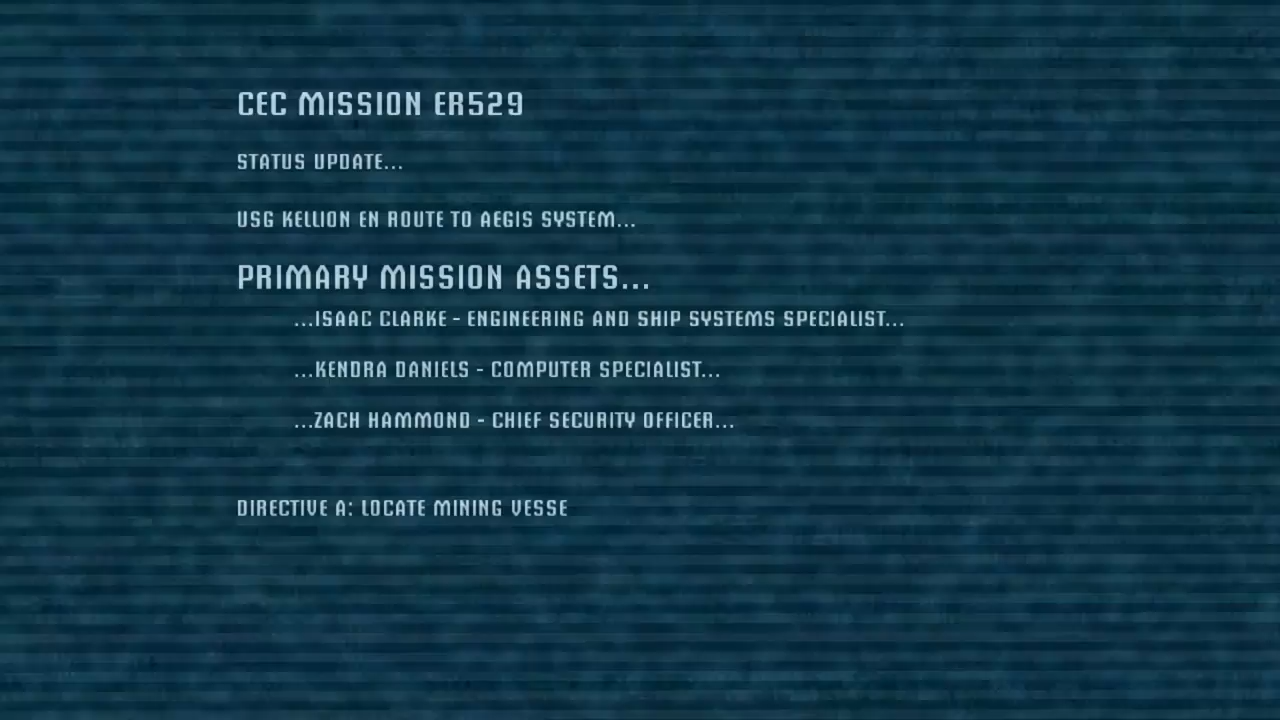 CEC MISSION ER529
STATUS UPDATE...
USG KELLION EN ROUTE TO AEGIS SYSTEM...
PRIMARY MISSION ASSETS...
...ISAAC CLARKE - ENGINEERING AND SHIP SYSTEMS SPECIALIST...
...KENDRA DANIELS - COMPUTER SPECIALIST...
...ZACH HAMMOND - CHIEF SECURITY OFFICER...
DIRECTIVE A: LOCATE MINING VESSE